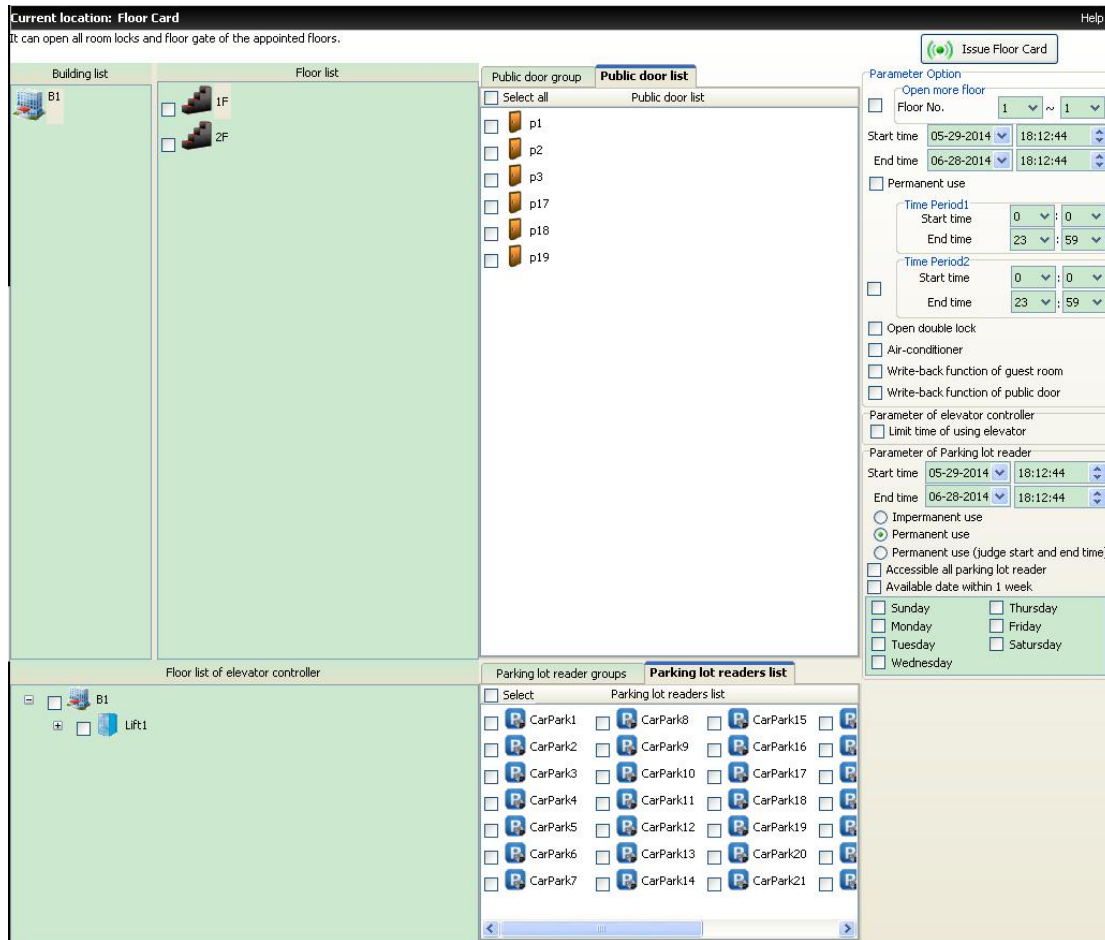 Current location: Floor Card
Help
It can open all room locks and floor gate of the appointed floors.
Issue Floor Card
Building list
B1
Floor list
1F
2F
Public door group
Public door list
Select all
Public door list
p1
p2
p3
p17
p18
p19
Parameter Option
Open more floor
Floor No.
1 ~ 1
Start time 05-29-2014 18:12:44
End time 06-28-2014 18:12:44
Permanent use
Time Period1
Start time 0 : 0
End time 23 : 59
Time Period2
Start time 0 : 0
End time 23 : 59
Open double lock
Air-conditioner
Write-back function of guest room
Write-back function of public door
Parameter of elevator controller
Limit time of using elevator
Parameter of Parking lot reader
Start time 05-29-2014 18:12:44
End time 06-28-2014 18:12:44
Impermanent use
Permanent use
Permanent use (judge start and end time)
Accessible all parking lot reader
Available date within 1 week
Sunday Thursday
Monday Friday
Tuesday Satursday
Wednesday
Floor list of elevator controller
B1
Lift1
Parking lot reader groups
Parking lot readers list
Select
Parking lot readers list
CarPark1 CarPark8 CarPark15
CarPark2 CarPark9 CarPark16
CarPark3 CarPark10 CarPark17
CarPark4 CarPark11 CarPark18
CarPark5 CarPark12 CarPark19
CarPark6 CarPark13 CarPark20
CarPark7 CarPark14 CarPark21